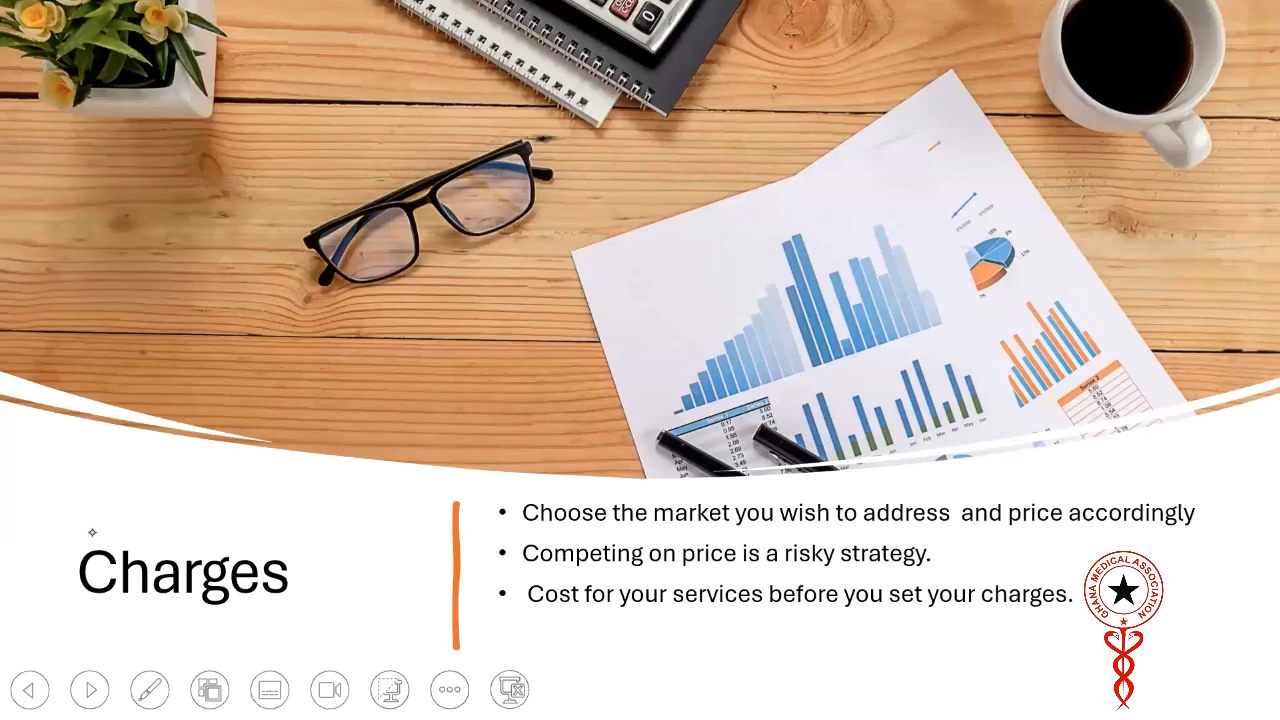 Charges
• Choose the market you wish to address  and price accordingly
• Competing on price is a risky strategy.
• Cost for your services before you set your charges.
GHANA MEDICAL ASSOCIATION